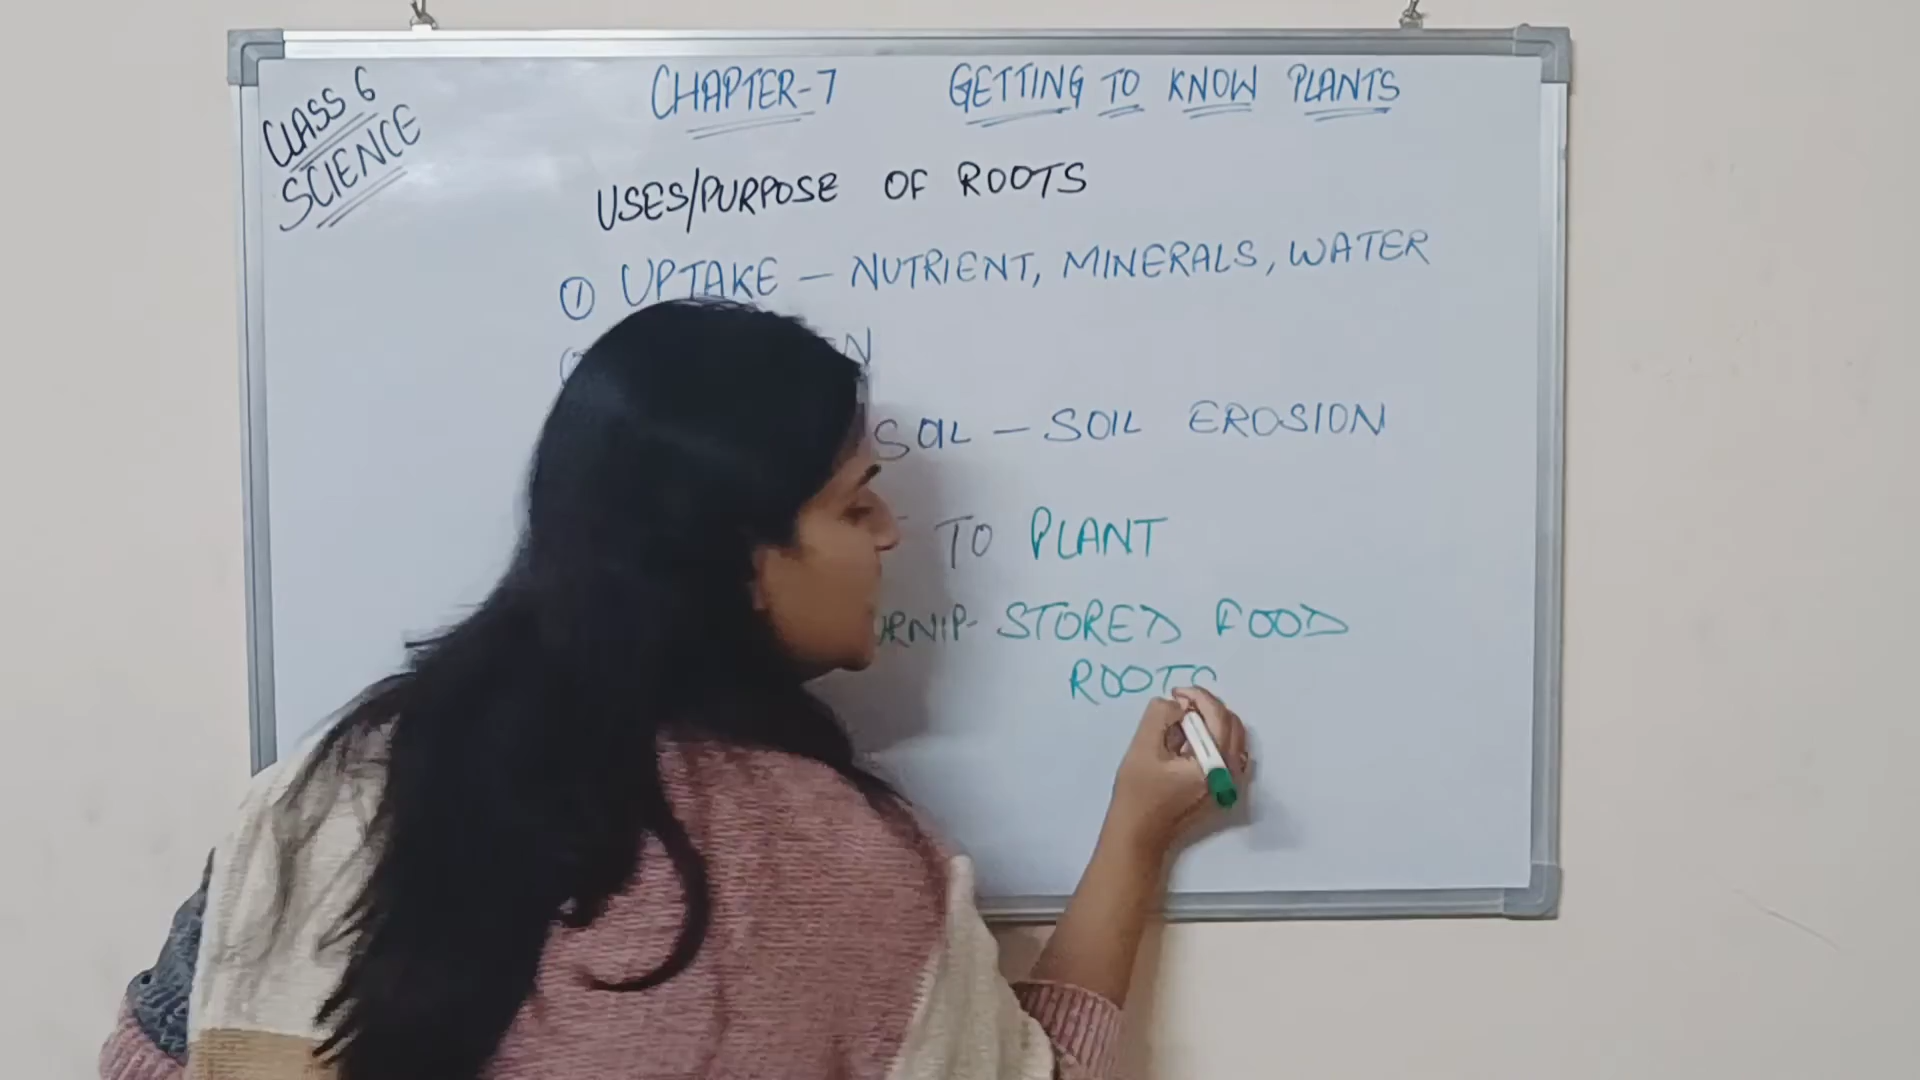 CLASS 6
SCIENCE
CHAPTER-7 GETTING TO KNOW PLANTS
USES/PURPOSE OF ROOTS
① UPTAKE – NUTRIENT, MINERALS, WATER
SOIL – SOIL EROSION
TO PLANT
STORED FOOD
ROOTS